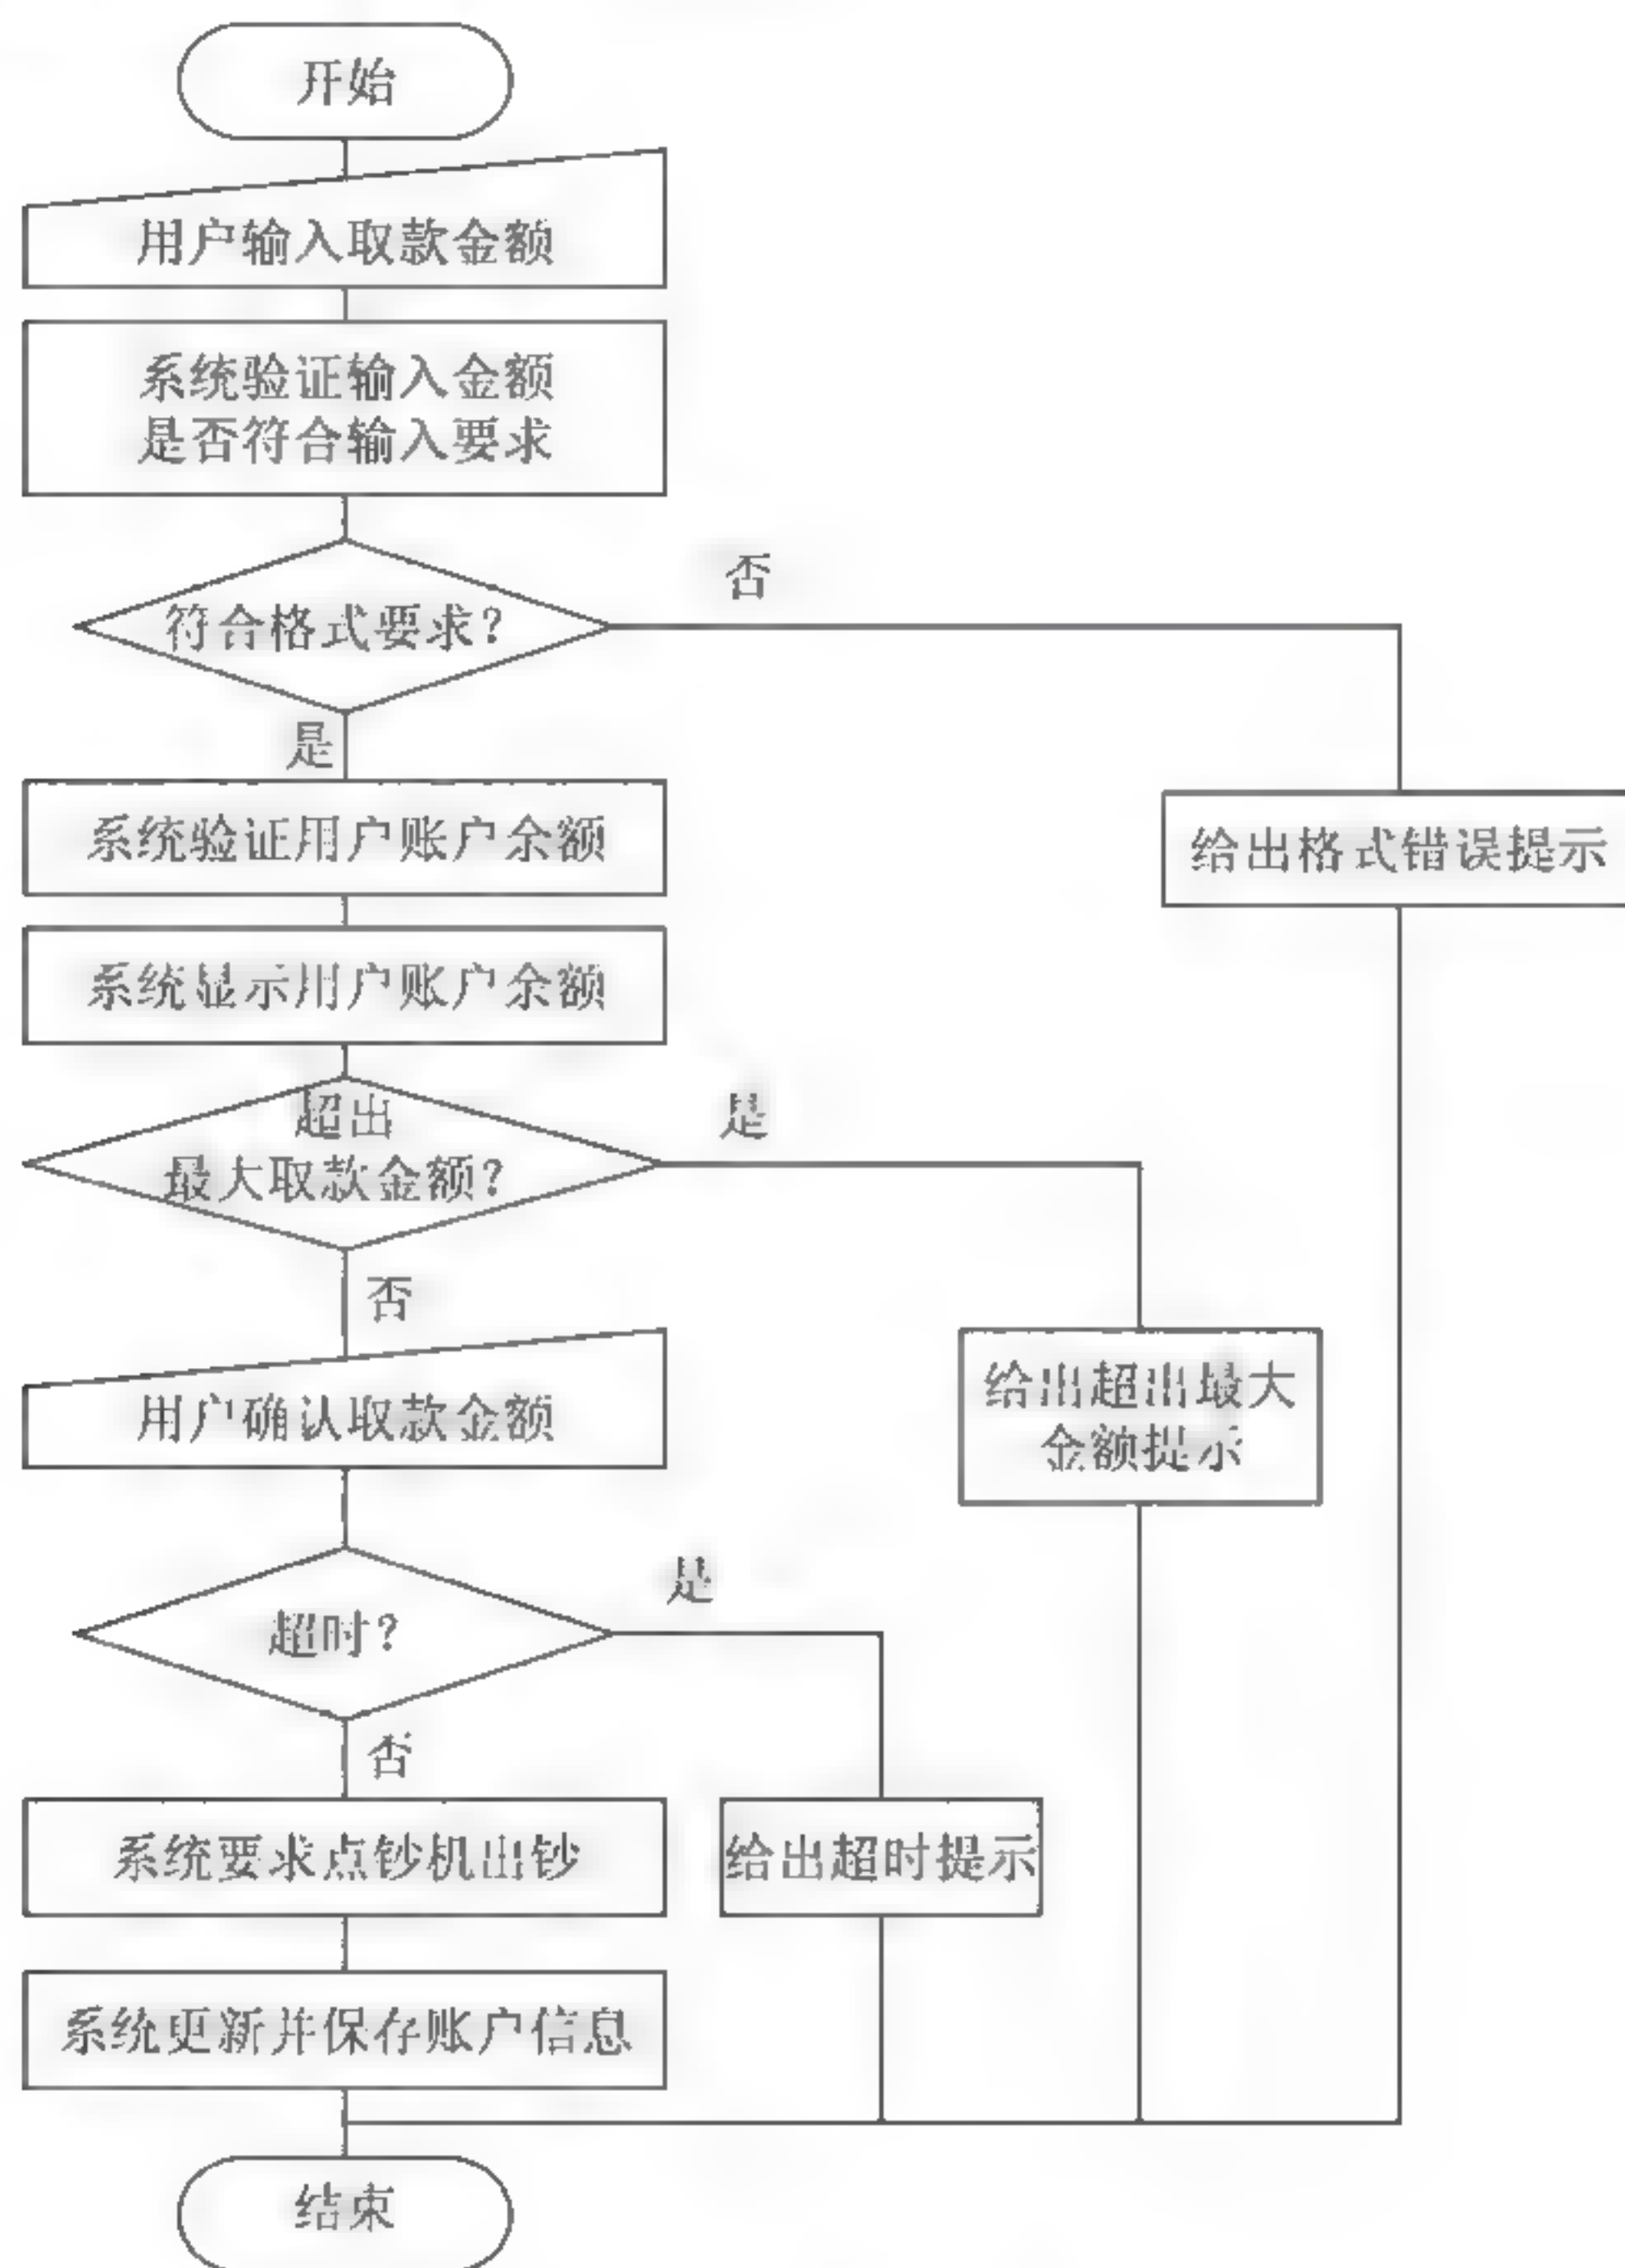 开始
用户输入取款金额
系统验证输入金额
是否符合输入要求
否
符合格式要求?
是
系统验证用户账户余额
给出格式错误提示
系统显示用户账户余额
超出
最大取款金额?
是
否
用户确认取款金额
给出超出最大
金额提示
超时?
是
否
系统要求点钞机出钞
给出超时提示
系统更新并保存账户信息
结束